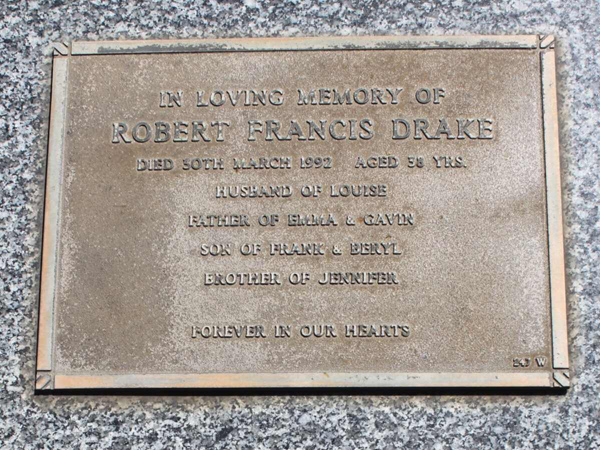 IN LOVING MEMORY OF
ROBERT FRANCIS DRAKE
DIED 30TH MARCH 1992 AGED 38 YRS.
HUSBAND OF LOUISE
FATHER OF EMMA & GAVIN
SON OF FRANK & BERYL
BROTHER OF JENNIFER
FOREVER IN OUR HEARTS
W